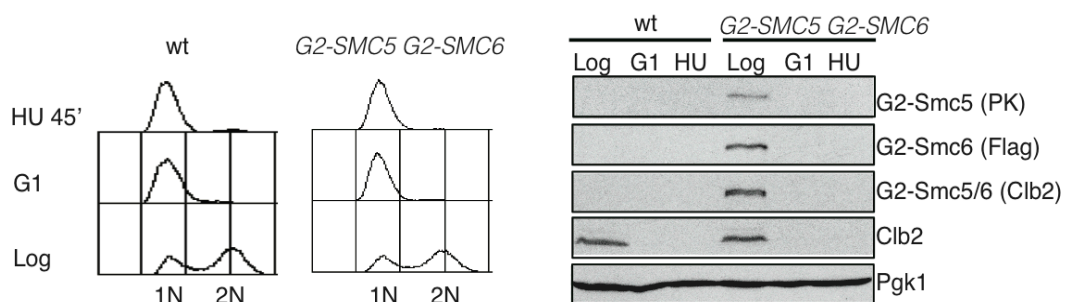 wt
G2-SMC5 G2-SMC6
HU 45’
G1
Log
1N 2N
1N 2N
wt
G2-SMC5 G2-SMC6
Log G1 HU Log G1 HU
G2-Smc5 (PK)
G2-Smc6 (Flag)
G2-Smc5/6 (Clb2)
Clb2
Pgk1